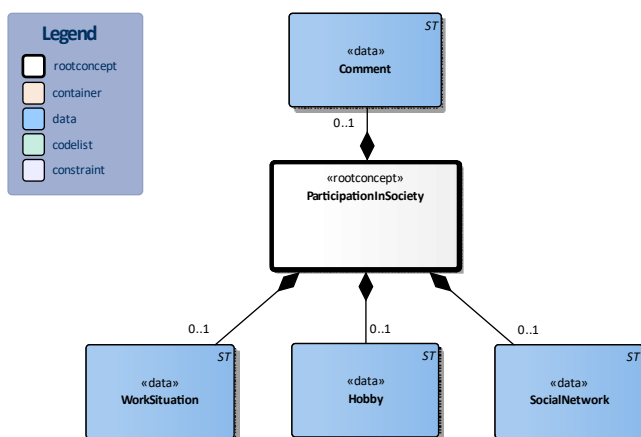 Legend
rootconcept
container
data
codelist
constraint
ST
«data»
Comment
0..1
«rootconcept»
ParticipationInSociety
0..1
0..1
0..1
ST
«data»
WorkSituation
ST
«data»
Hobby
ST
«data»
SocialNetwork